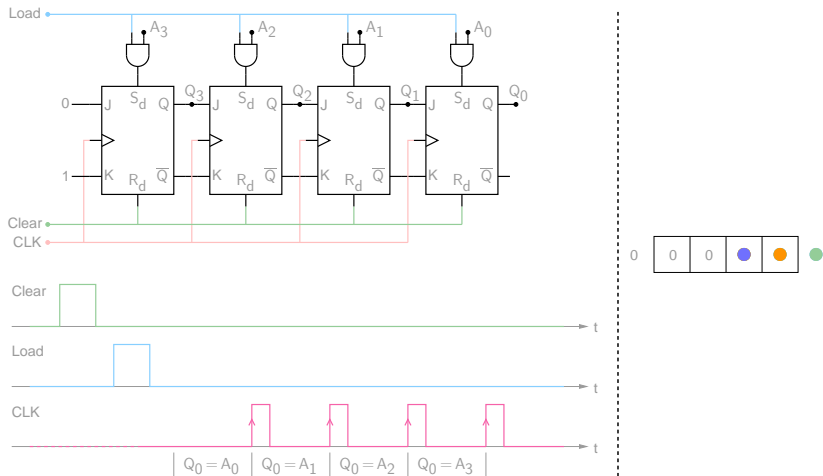 Load
A3 A2 A1 A0
Sd Q Q3 Sd Q Q2 Sd Q Q1 Sd Q Q0
0 J J J J
1 K Q K Q K Q K Q
Rd Rd Rd Rd
Clear
CLK
0 0 0
Clear
t
Load
t
CLK
t
Q0 = A0 Q0 = A1 Q0 = A2 Q0 = A3